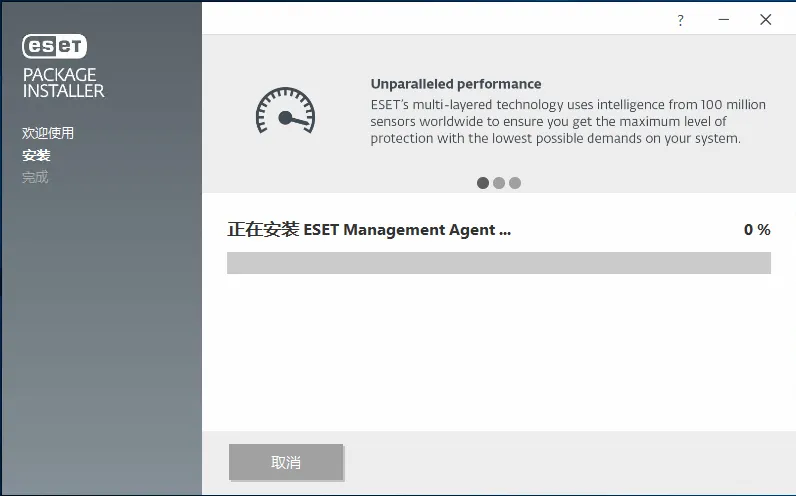 ?
eset
PACKAGE
INSTALLER
欢迎使用
安装
完成
Unparalleled performance
ESET's multi-layered technology uses intelligence from 100 million
sensors worldwide to ensure you get the maximum level of
protection with the lowest possible demands on your system.
正在安装 ESET Management Agent ... 0 %
取消